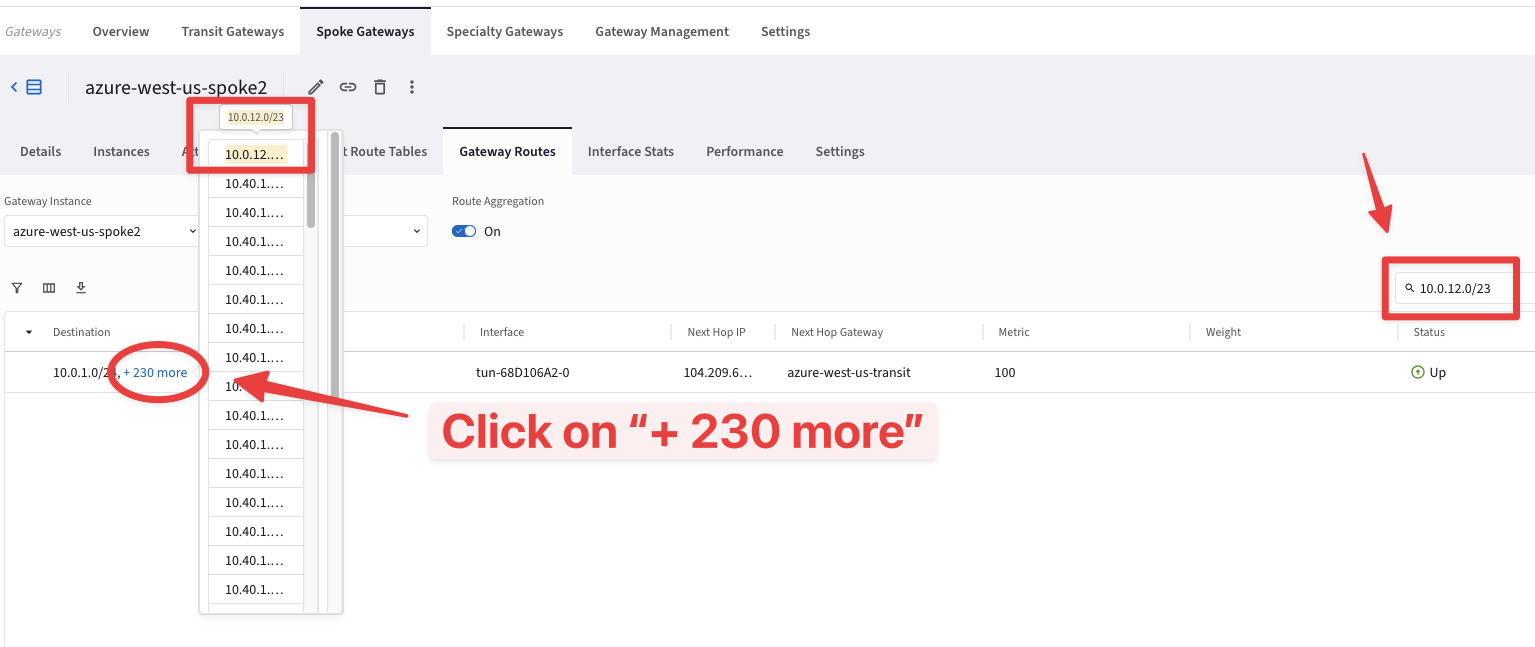 Gateways Overview Transit Gateways Spoke Gateways Specialty Gateways Gateway Management Settings
azure-west-us-spoke2
10.0.12.0/23
Details Instances t Route Tables Gateway Routes Interface Stats Performance Settings
10.0.12.…
10.40.1.…
Gateway Instance Route Aggregation
10.40.1.…
azure-west-us-spoke2 On
10.40.1.…
10.40.1.…
10.0.12.0/23
10.40.1.…
10.40.1.…
Destination Interface Next Hop IP Next Hop Gateway Metric Weight Status
10.40.1.…
10.0.1.0/24, + 230 more tun-68D106A2-0 104.209.6… azure-west-us-transit 100 Up
10.
10.40.1.…
Click on “+ 230 more”
10.40.1.…
10.40.1.…
10.40.1.…
10.40.1.…
10.40.1.…
10.40.1.…